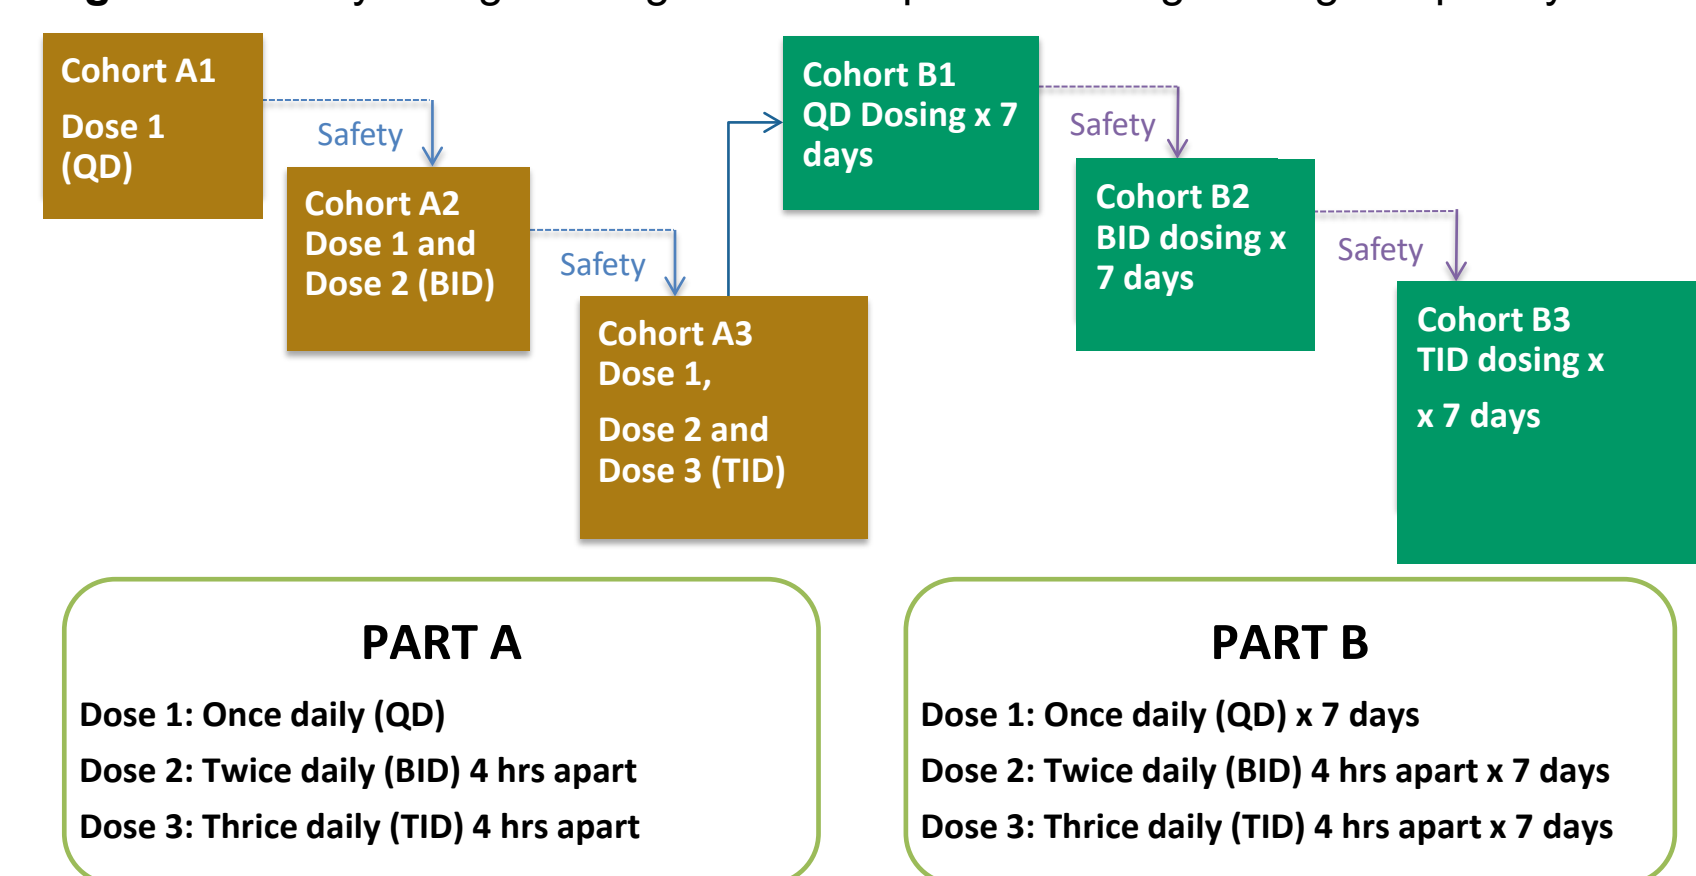 Cohort A1
Dose 1
(QD)
Safety
Cohort A2
Dose 1 and
Dose 2 (BID)
Safety
Cohort A3
Dose 1,
Dose 2 and
Dose 3 (TID)
Cohort B1
QD Dosing x 7
days
Safety
Cohort B2
BID dosing x
7 days
Safety
Cohort B3
TID dosing x
x 7 days
PART A
Dose 1: Once daily (QD)
Dose 2: Twice daily (BID) 4 hrs apart
Dose 3: Thrice daily (TID) 4 hrs apart
PART B
Dose 1: Once daily (QD) x 7 days
Dose 2: Twice daily (BID) 4 hrs apart x 7 days
Dose 3: Thrice daily (TID) 4 hrs apart x 7 days